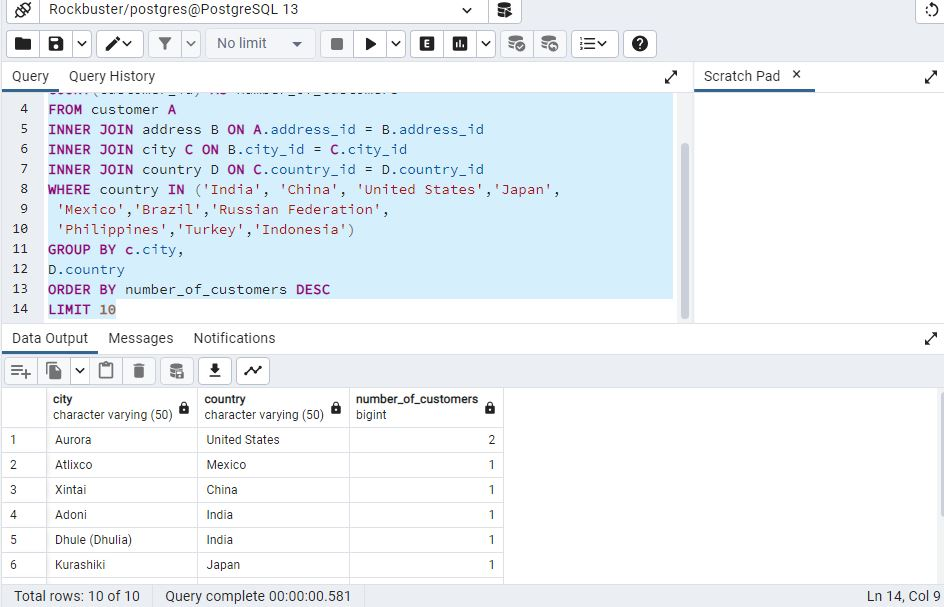 Rockbuster/postgres@PostgreSQL 13
No limit
E
Query Query History
Scratch Pad ×
4 FROM customer A
5 INNER JOIN address B ON A.address_id = B.address_id
6 INNER JOIN city C ON B.city_id = C.city_id
7 INNER JOIN country D ON C.country_id = D.country_id
8 WHERE country IN ('India', 'China', 'United States','Japan',
9 'Mexico','Brazil','Russian Federation',
10 'Philippines','Turkey','Indonesia')
11 GROUP BY c.city,
12 D.country
13 ORDER BY number_of_customers DESC
14 LIMIT 10
Data Output Messages Notifications
city country number_of_customers
character varying (50) character varying (50) bigint
1 Aurora United States 2
2 Atlixco Mexico 1
3 Xintai China 1
4 Adoni India 1
5 Dhule (Dhulia) India 1
6 Kurashiki Japan 1
Total rows: 10 of 10 Query complete 00:00:00.581 Ln 14, Col 9